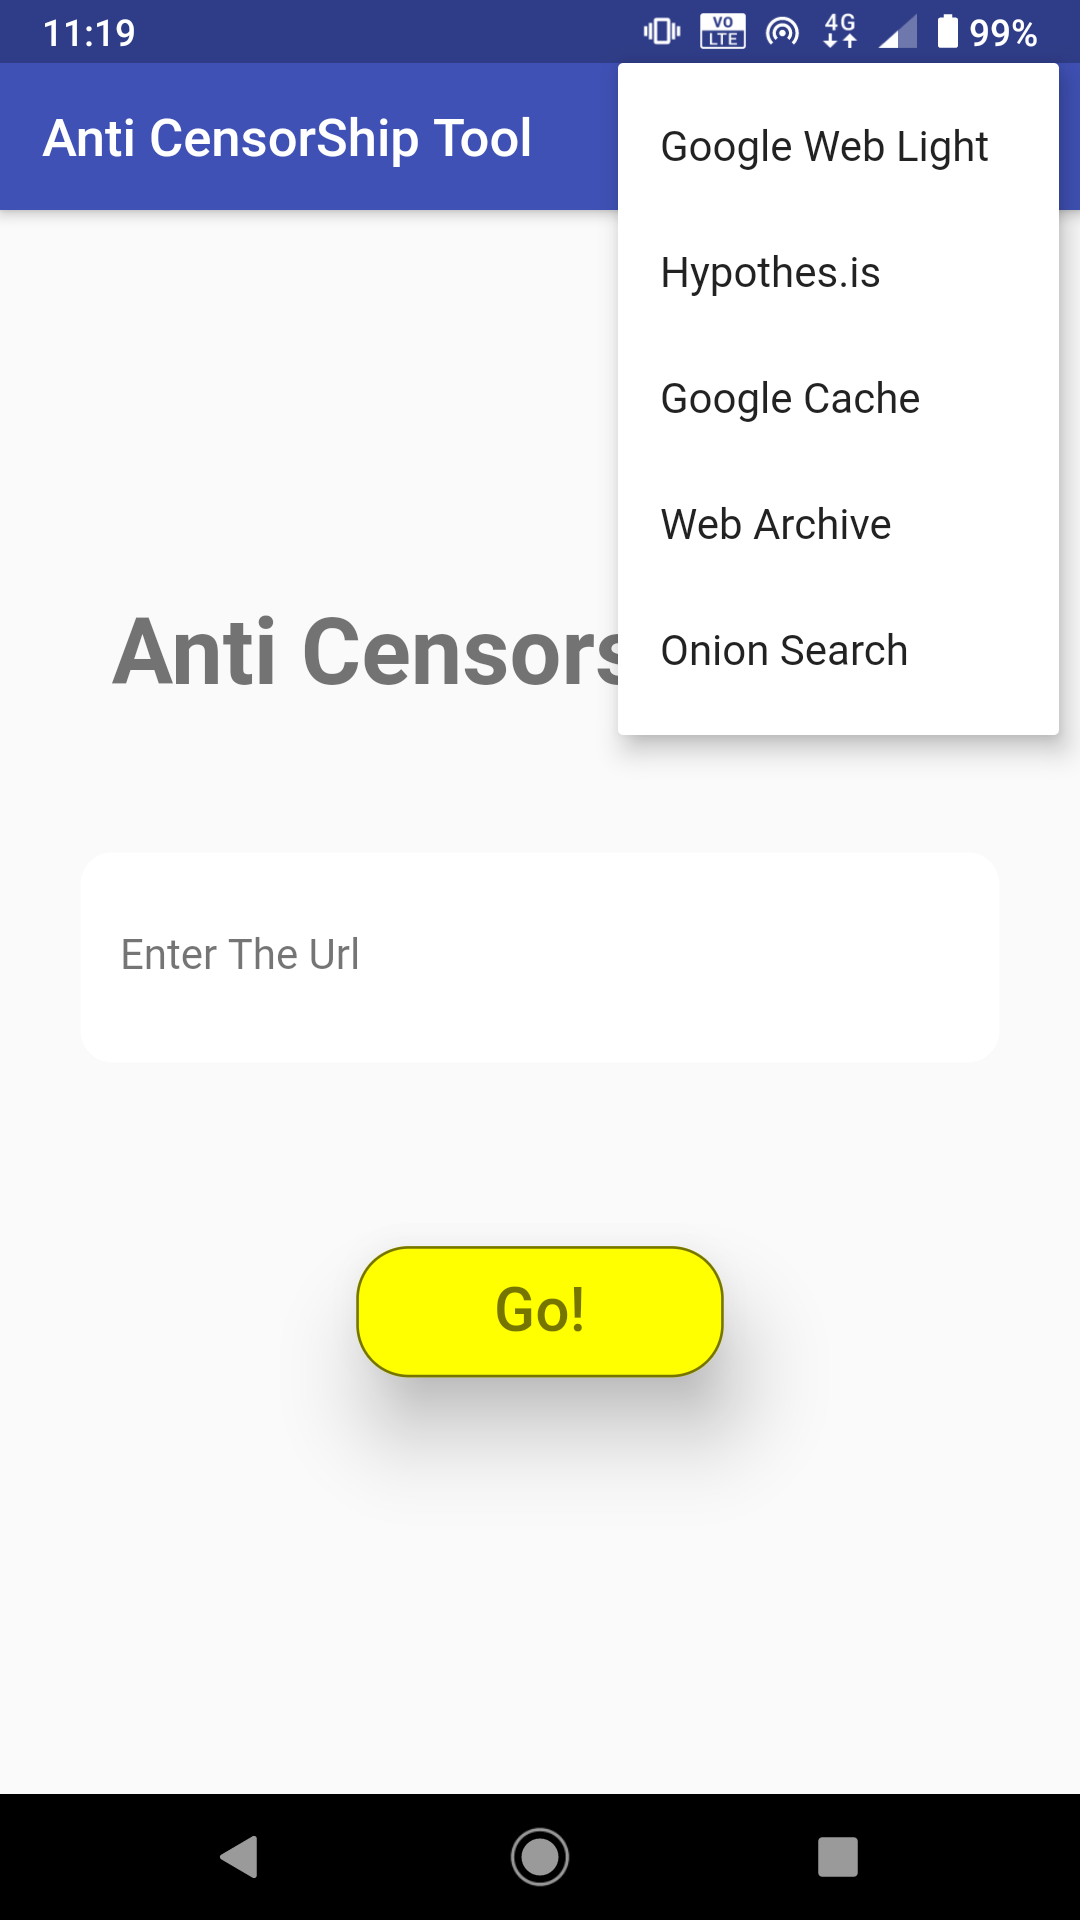 11:19
VO LTE
4G
99%
Anti CensorShip Tool
Google Web Light
Hypothes.is
Google Cache
Web Archive
Onion Search
Anti Censors
Enter The Url
Go!